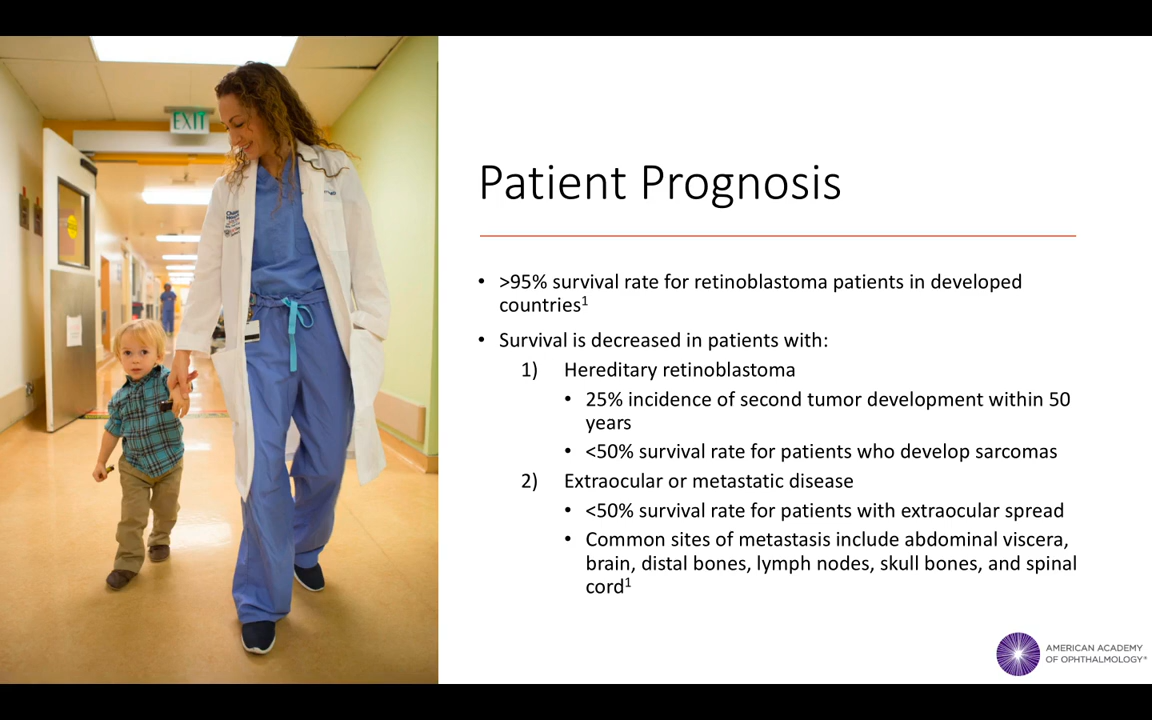 EXIT
Patient Prognosis
• >95% survival rate for retinoblastoma patients in developed
countries¹
• Survival is decreased in patients with:
1) Hereditary retinoblastoma
• 25% incidence of second tumor development within 50
years
• <50% survival rate for patients who develop sarcomas
2) Extraocular or metastatic disease
• <50% survival rate for patients with extraocular spread
• Common sites of metastasis include abdominal viscera,
brain, distal bones, lymph nodes, skull bones, and spinal
cord¹
AMERICAN ACADEMY
OF OPHTHALMOLOGY®